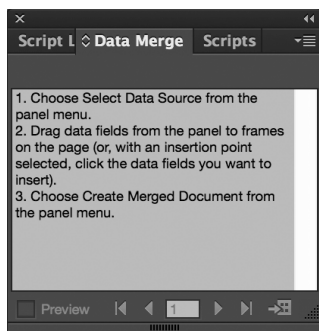 Script L Data Merge Scripts
1. Choose Select Data Source from the
panel menu.
2. Drag data fields from the panel to frames
on the page (or, with an insertion point
selected, click the data fields you want to
insert).
3. Choose Create Merged Document from
the panel menu.
Preview 1